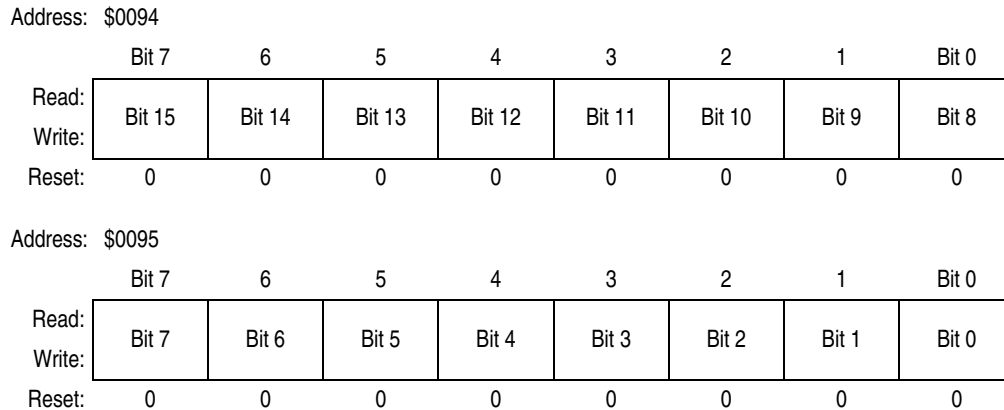 Address: $0094
Bit 7 6 5 4 3 2 1 Bit 0
Read:
Bit 15 Bit 14 Bit 13 Bit 12 Bit 11 Bit 10 Bit 9 Bit 8
Write:
Reset: 0 0 0 0 0 0 0 0
Address: $0095
Bit 7 6 5 4 3 2 1 Bit 0
Read:
Bit 7 Bit 6 Bit 5 Bit 4 Bit 3 Bit 2 Bit 1 Bit 0
Write:
Reset: 0 0 0 0 0 0 0 0